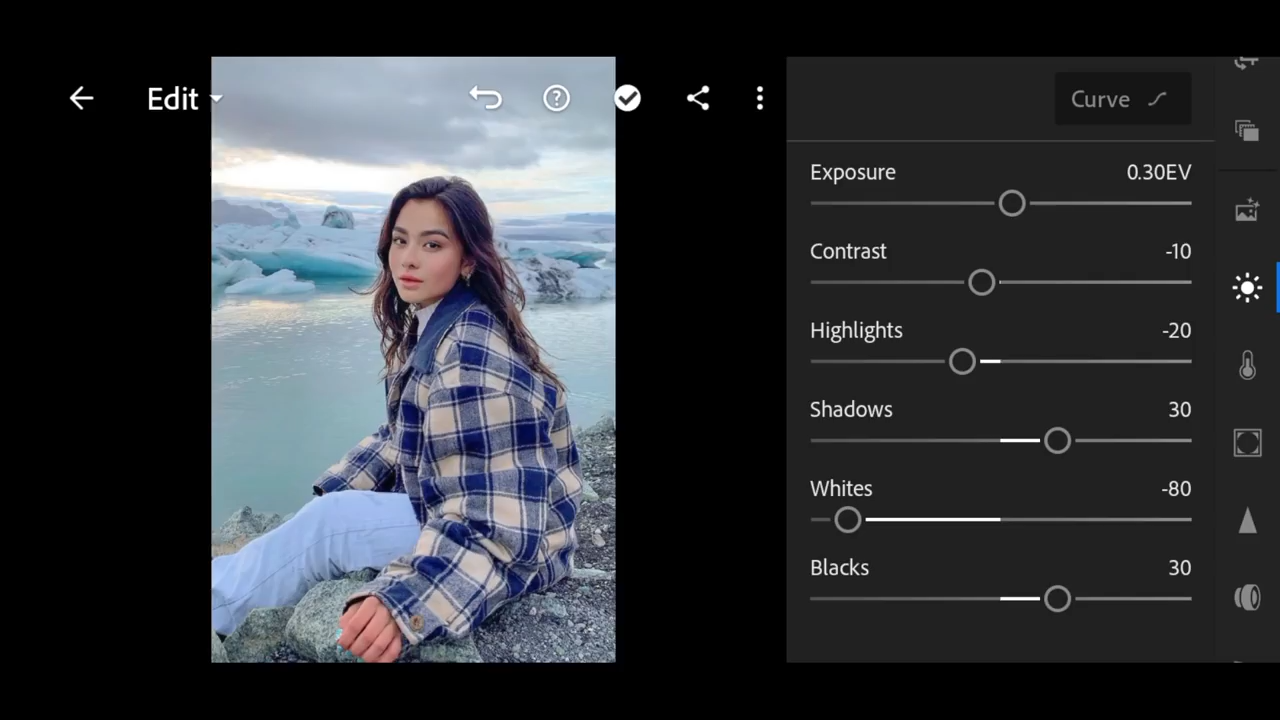 Edit
Curve
Exposure 0.30EV
Contrast -10
Highlights -20
Shadows 30
Whites -80
Blacks 30